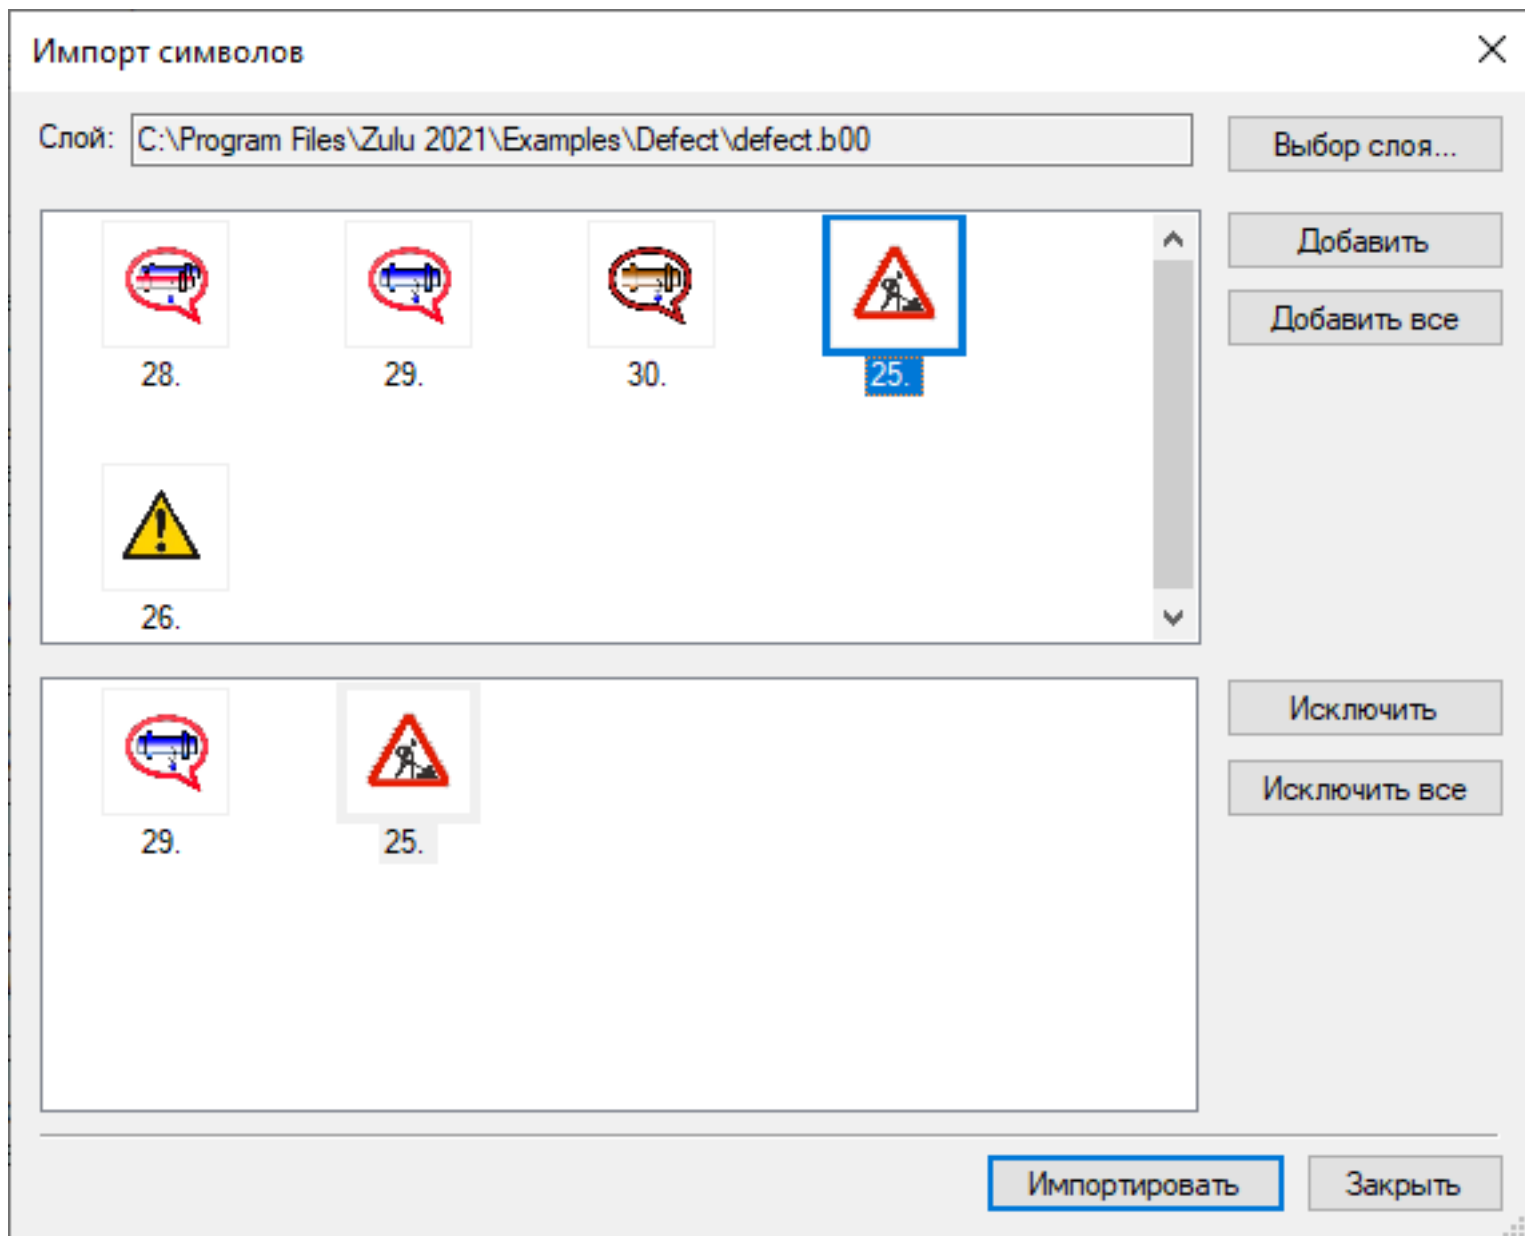 Импорт символов
Слой: C:\Program Files\Zulu 2021\Examples\Defect\defect.b00
Выбор слоя...
28. 29. 30. 25.
26.
Добавить
Добавить все
29. 25.
Исключить
Исключить все
Импортировать Закрыть